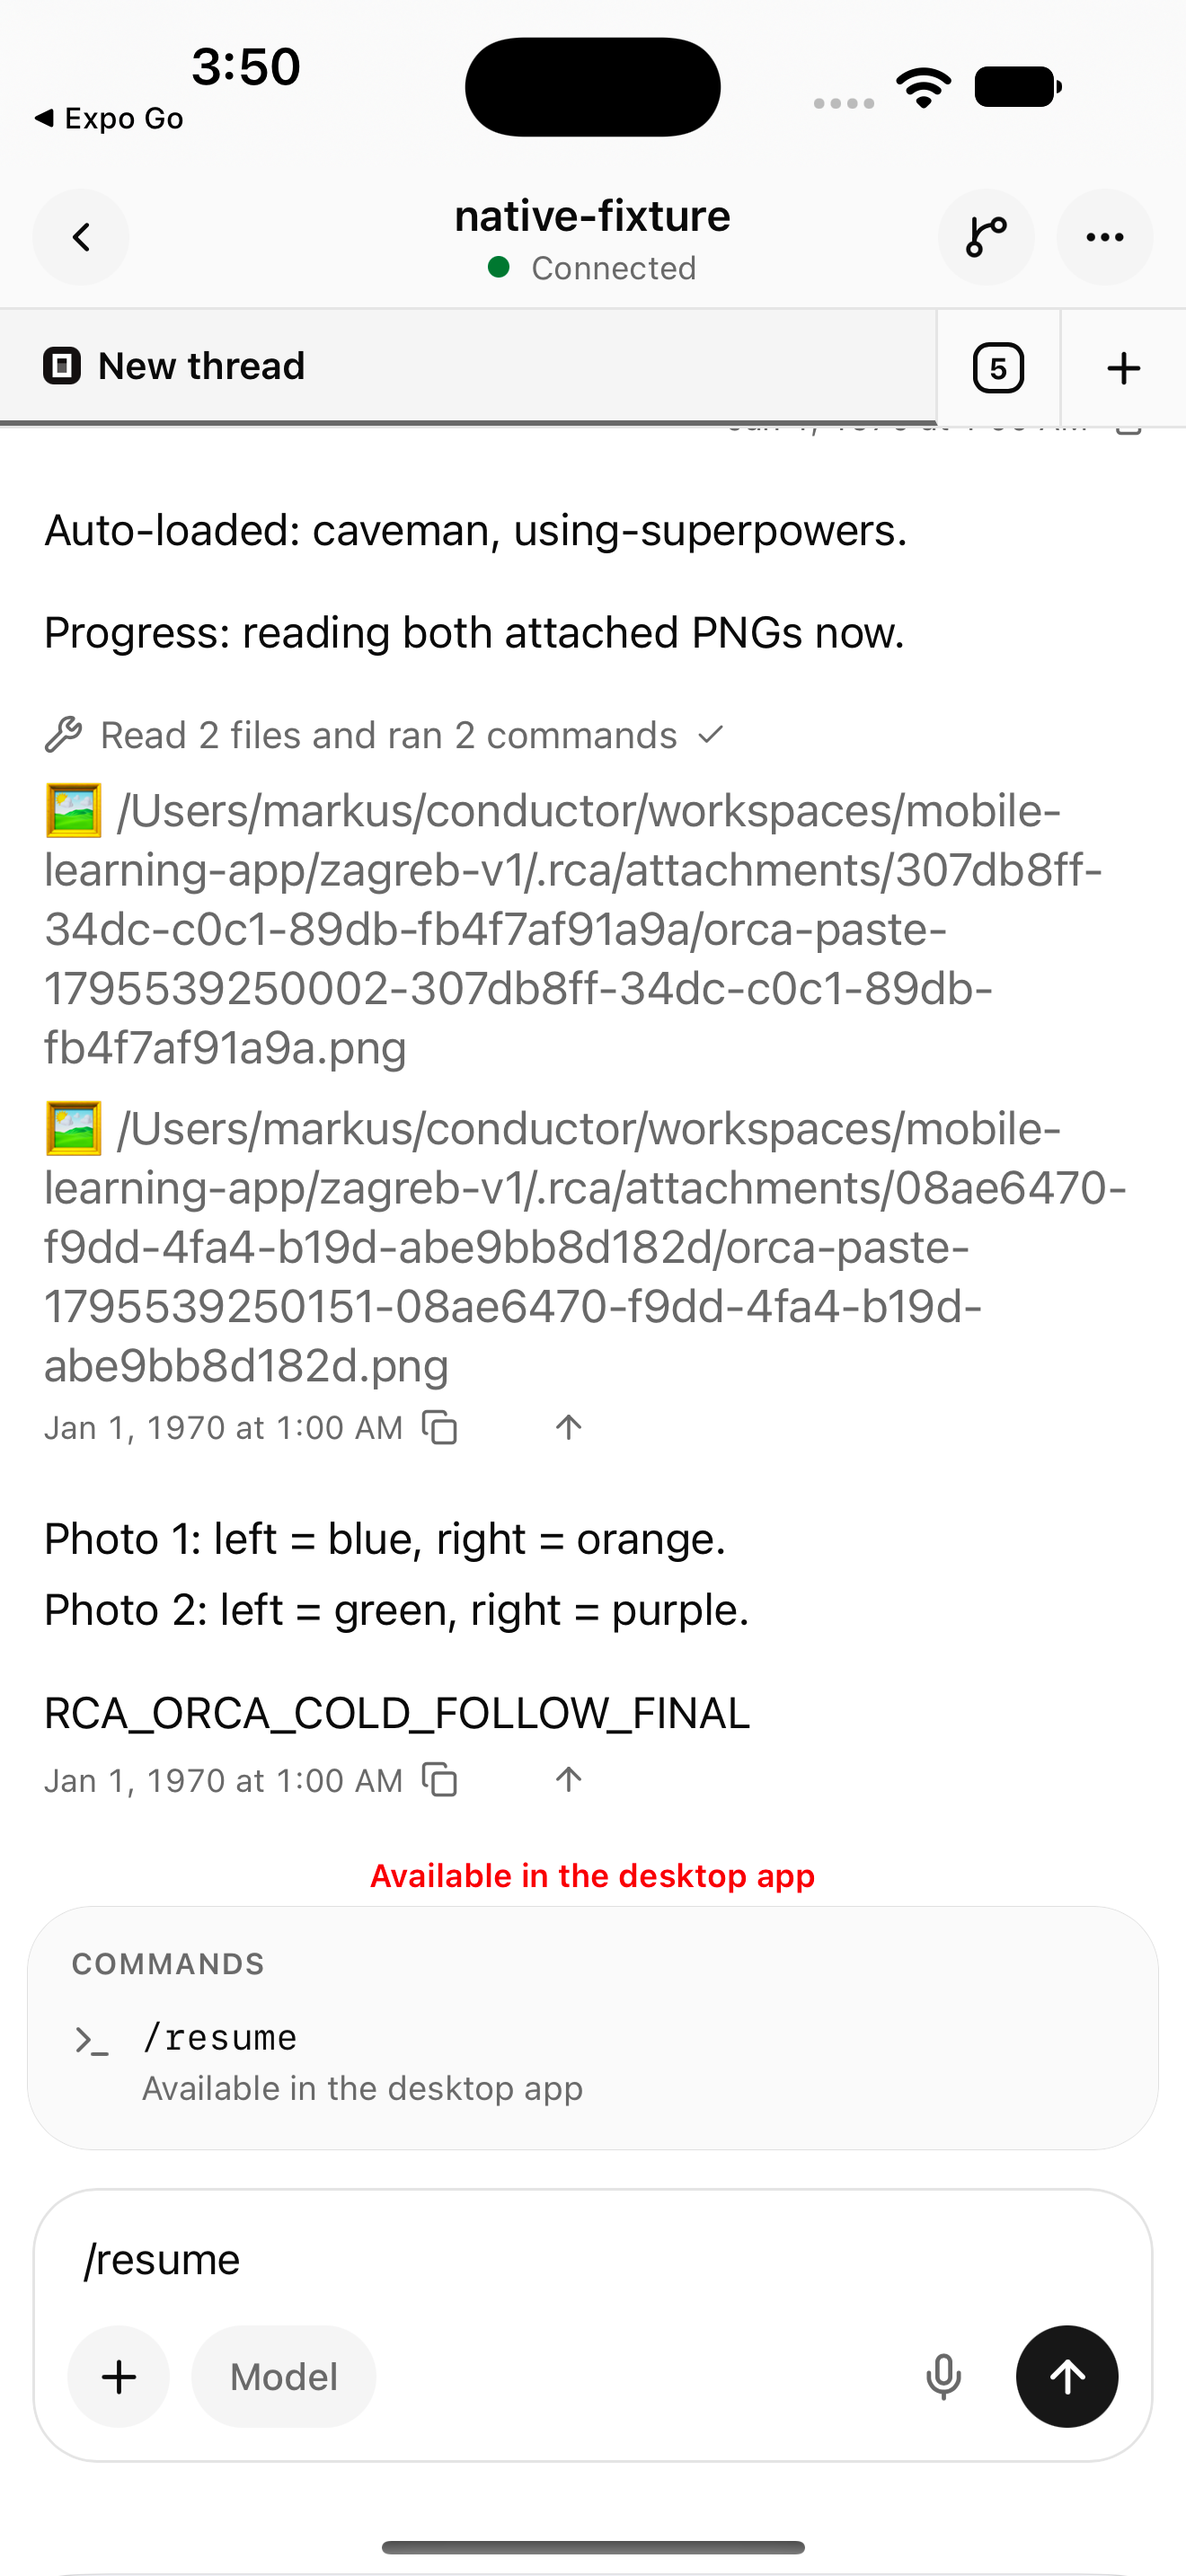 3:50
Expo Go
native-fixture
Connected
New thread
5
Auto-loaded: caveman, using-superpowers.
Progress: reading both attached PNGs now.
Read 2 files and ran 2 commands
/Users/markus/conductor/workspaces/mobile-
learning-app/zagreb-v1/.rca/attachments/307db8ff-
34dc-c0c1-89db-fb4f7af91a9a/orca-paste-
1795539250002-307db8ff-34dc-c0c1-89db-
fb4f7af91a9a.png
/Users/markus/conductor/workspaces/mobile-
learning-app/zagreb-v1/.rca/attachments/08ae6470-
f9dd-4fa4-b19d-abe9bb8d182d/orca-paste-
1795539250151-08ae6470-f9dd-4fa4-b19d-
abe9bb8d182d.png
Jan 1, 1970 at 1:00 AM
Photo 1: left = blue, right = orange.
Photo 2: left = green, right = purple.
RCA_ORCA_COLD_FOLLOW_FINAL
Jan 1, 1970 at 1:00 AM
Available in the desktop app
COMMANDS
/resume
Available in the desktop app
/resume
Model